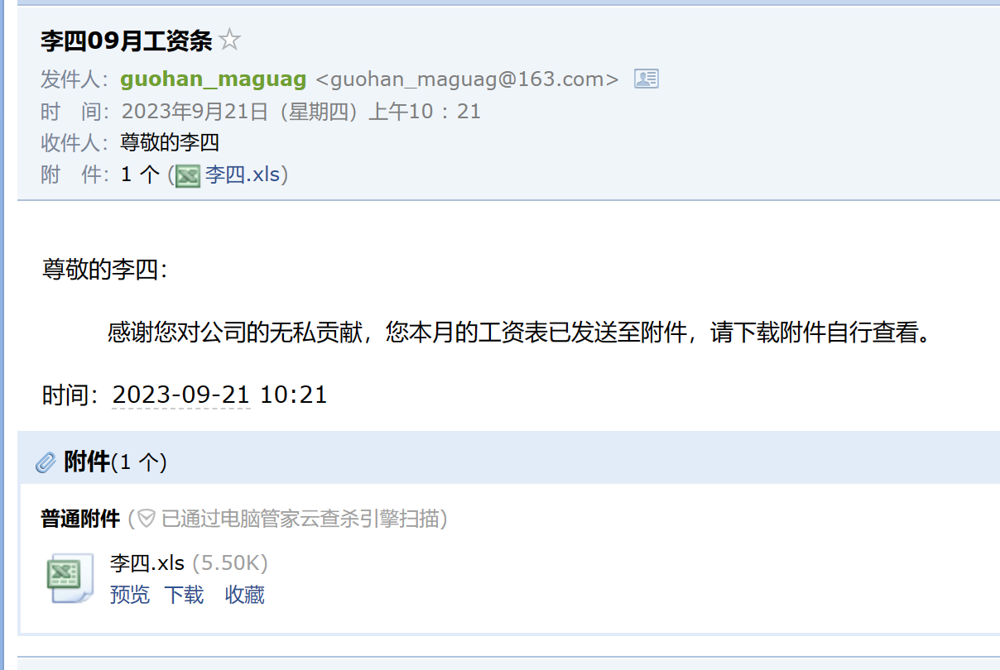 李四09月工资条
发件人：guohan_maguag <guohan_maguag@163.com>
时　间：2023年9月21日（星期四）上午10：21
收件人：尊敬的李四
附　件：1 个 (李四.xls)
尊敬的李四：
感谢您对公司的无私贡献，您本月的工资表已发送至附件，请下载附件自行查看。
时间：2023-09-21 10:21
附件(1 个)
普通附件 (已通过电脑管家云查杀引擎扫描)
李四.xls (5.50K)
预览 下载 收藏